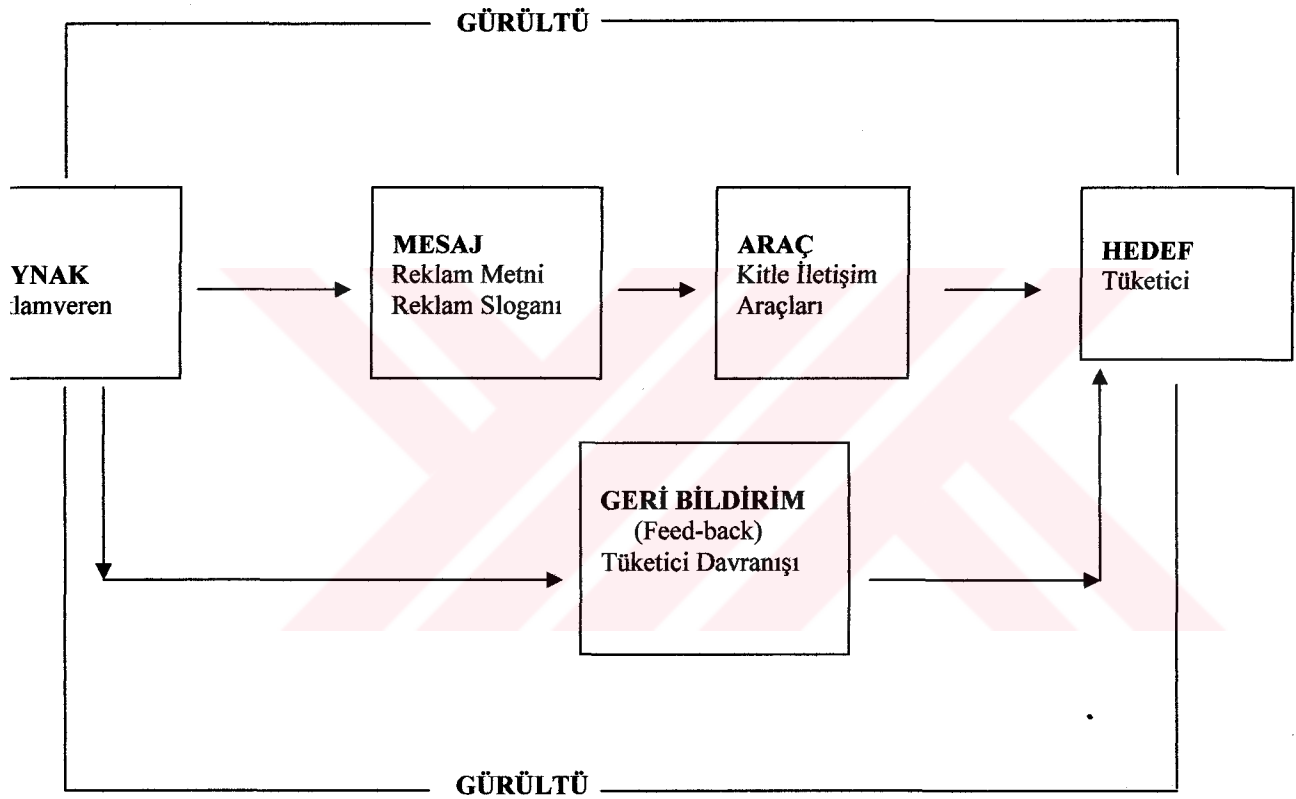 GÜRÜLTÜ
YNAK
klamveren
MESAJ
Reklam Metni
Reklam Sloganı
ARAÇ
Kitle İletişim
Araçları
HEDEF
Tüketici
GERİ BİLDİRİM
(Feed-back)
Tüketici Davranışı
GÜRÜLTÜ